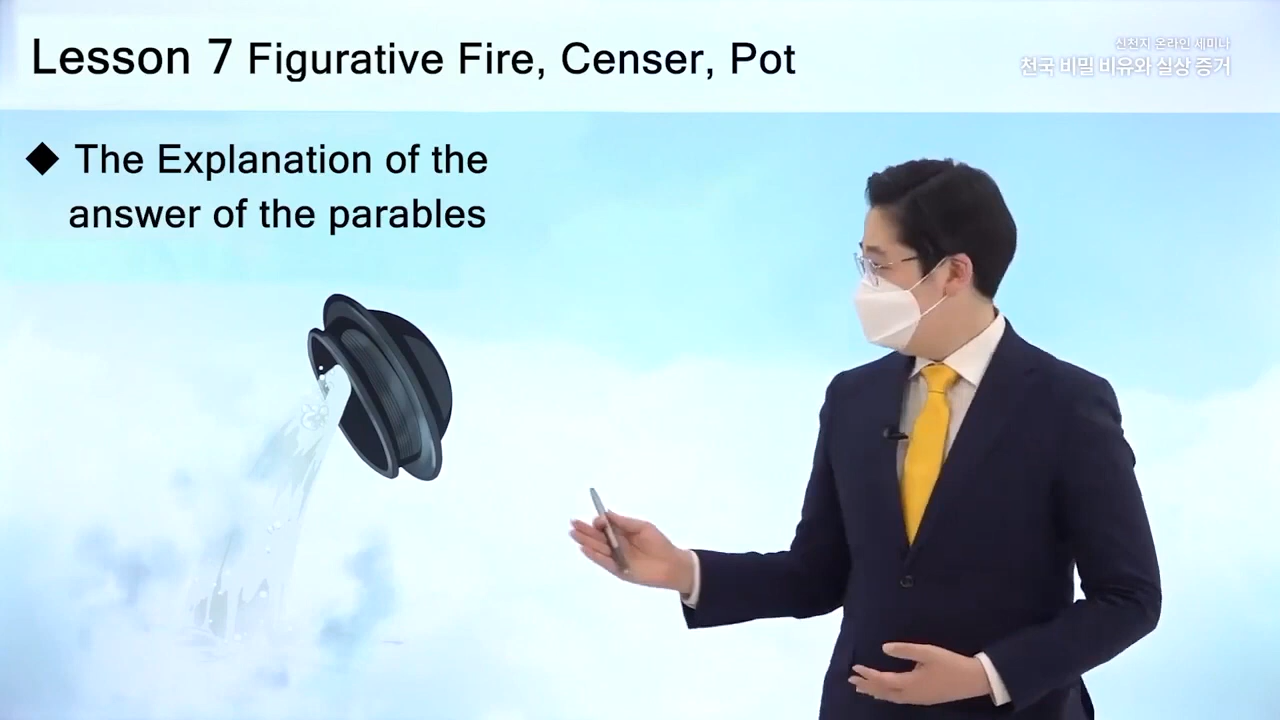 Lesson 7 Figurative Fire, Censer, Pot
신천지 온라인 세미나
천국 비밀 비유와 실상 증거
◆ The Explanation of the
answer of the parables